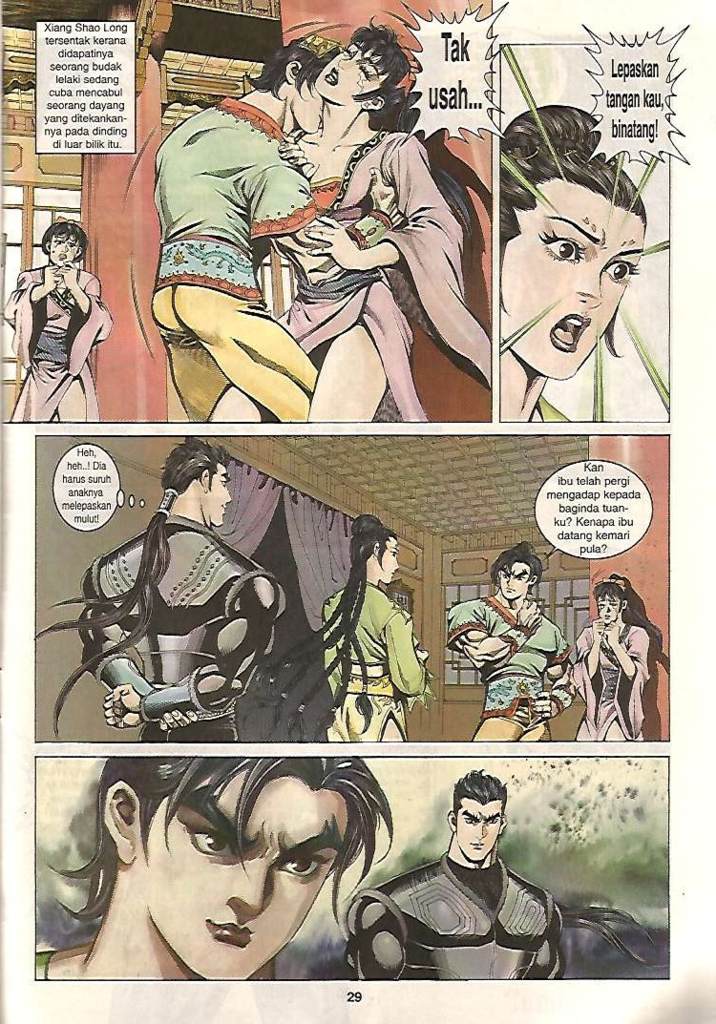 Xiang Shao Long
tersentak kerana
didapatinya
seorang budak
lelaki sedang
cuba mencabul
seorang dayang
yang ditekankan-
nya pada dinding
di luar bilik itu.
Tak
usah...
Lepaskan
tangan kau,
binatang!
Heh,
heh..! Dia
harus suruh
anaknya
melepaskan
mulut!
Kan
ibu telah pergi
mengadap kepada
baginda tuan-
ku? Kenapa ibu
datang kemari
pula?
29